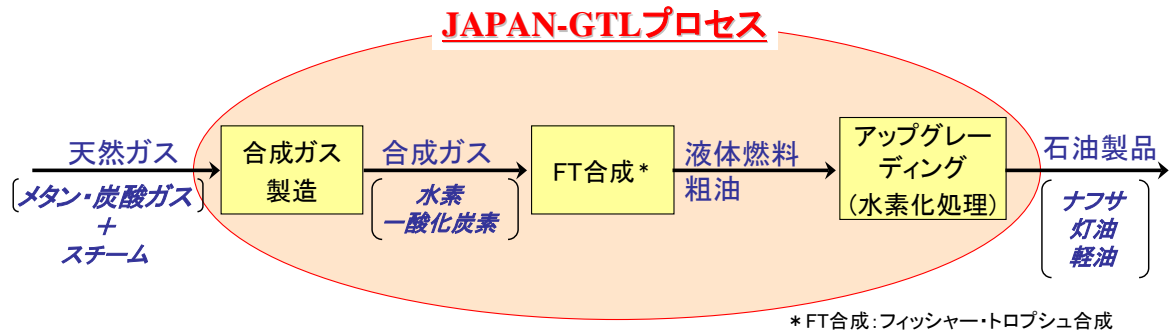 JAPAN-GTLプロセス
天然ガス
メタン・炭酸ガス
＋
スチーム
合成ガス
製造
合成ガス
水素
一酸化炭素
FT合成*
液体燃料
粗油
アップグレー
ディング
(水素化処理)
石油製品
ナフサ
灯油
軽油
*FT合成:フィッシャー・トロプシュ合成